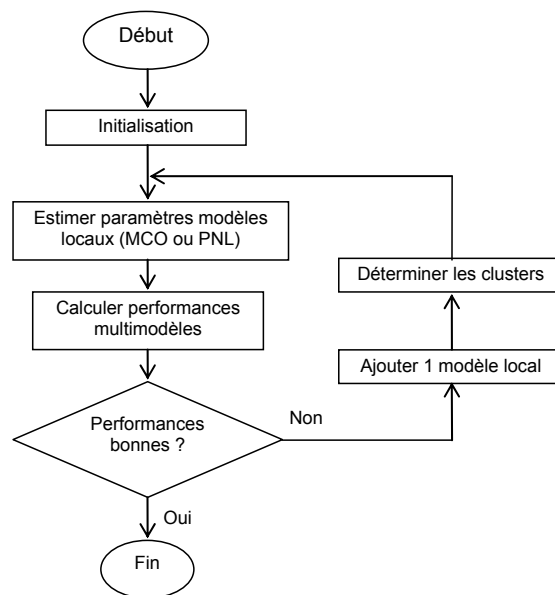 Début
Initialisation
Estimer paramètres modèles
locaux (MCO ou PNL)
Calculer performances
multimodèles
Performances
bonnes ?
Non
Ajouter 1 modèle local
Déterminer les clusters
Oui
Fin